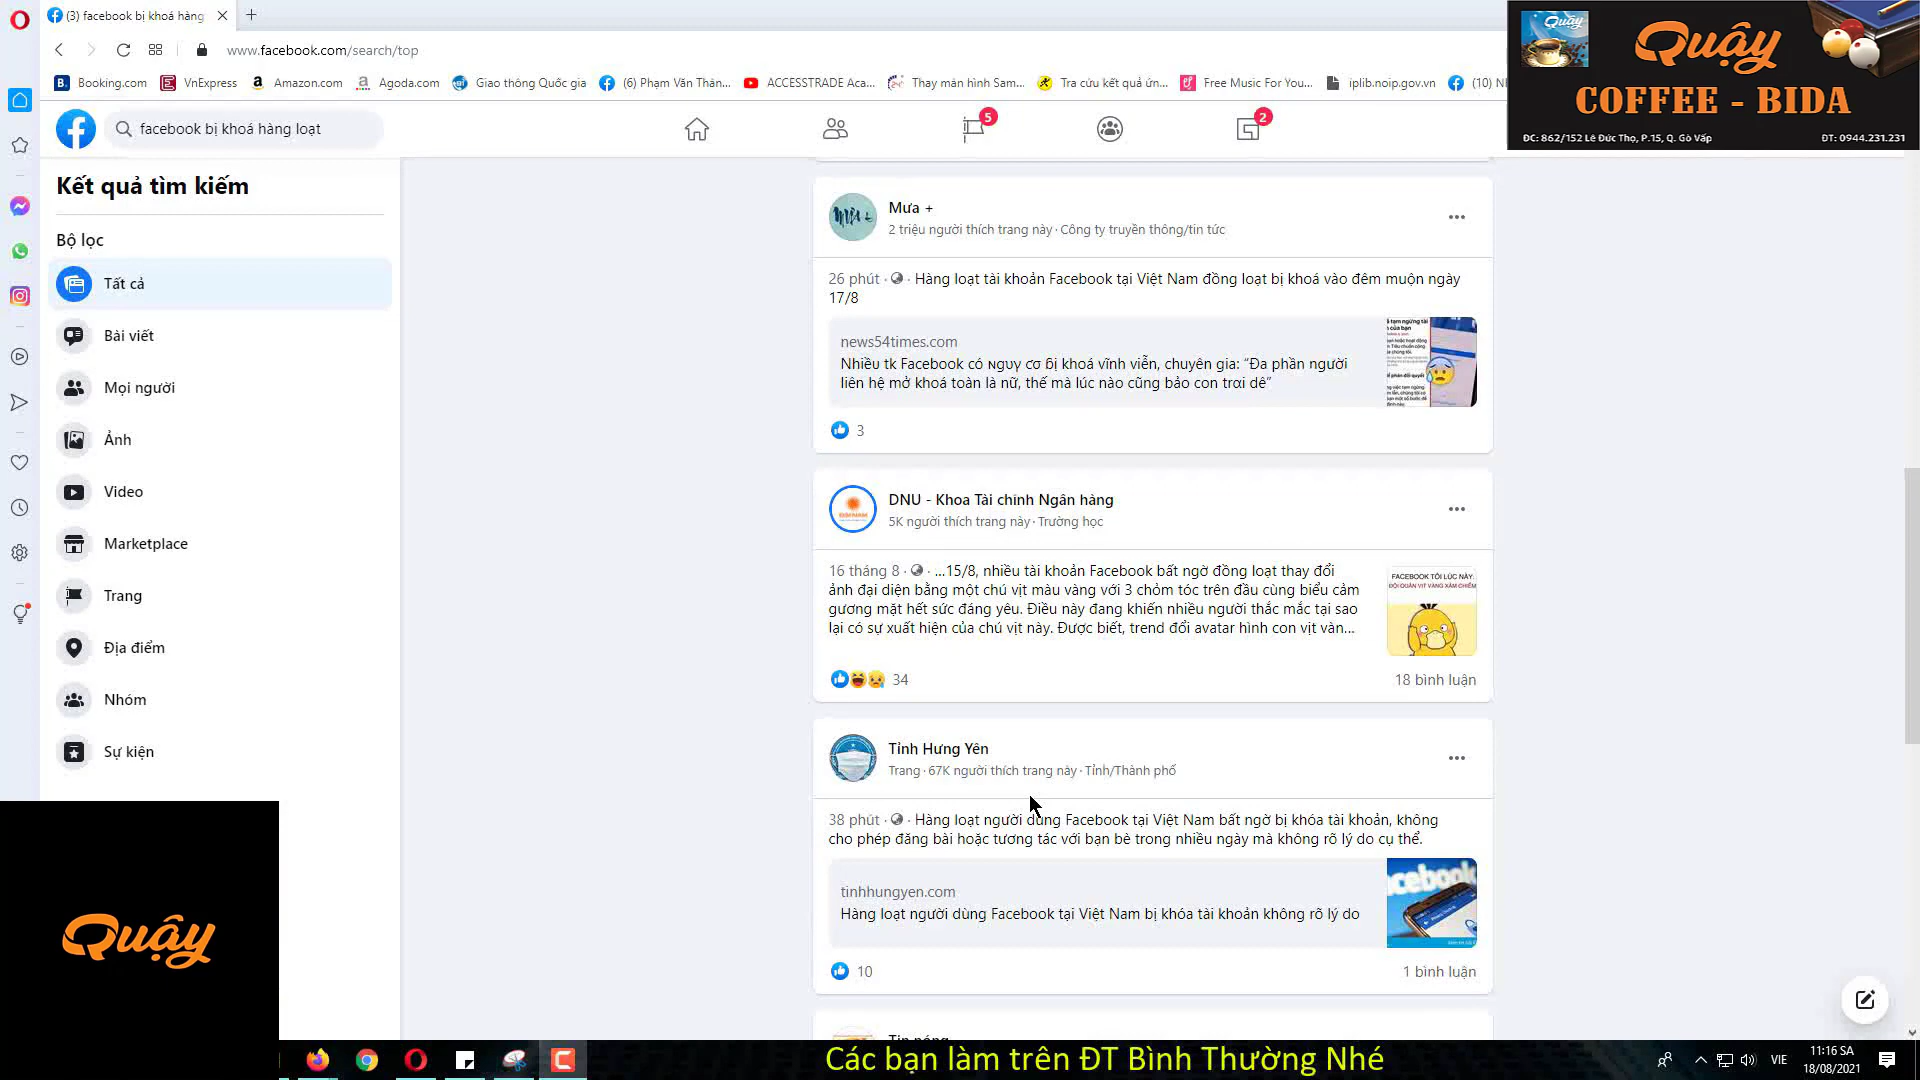 (3) facebook bị khoá hàng
www.facebook.com/search/top
Booking.com
VnExpress
Amazon.com
Agoda.com
Giao thông Quốc gia
(6) Phạm Văn Thàn...
ACCESSTRADE Aca...
Thay màn hình Sam...
Tra cứu kết quả ứn...
Free Music For You...
iplib.noip.gov.vn
Quậy
Quậy
COFFEE - BIDA
ĐC: 862/152 Lê Đức Thọ, P.15, Q. Gò Vấp
ĐT: 0944.231.231
facebook bị khoá hàng loạt
5
2
Kết quả tìm kiếm
Bộ lọc
Tất cả
Bài viết
Mọi người
Ảnh
Video
Marketplace
Trang
Địa điểm
Nhóm
Sự kiện
Mưa +
2 triệu người thích trang này · Công ty truyền thông/tin tức
26 phút · Hàng loạt tài khoản Facebook tại Việt Nam đồng loạt bị khoá vào đêm muộn ngày
17/8
news54times.com
Nhiều tk Facebook có ɴguγ cơ ɓị khoá vĩnh viễn, chuyên gia: “Đa phần người
liên hệ mở khoá toàn là nữ, thế mà lúc nào cũng bảo con trɑi dê”
3
DNU - Khoa Tài chính Ngân hàng
5K người thích trang này · Trường học
16 tháng 8 · ...15/8, nhiều tài khoản Facebook bất ngờ đồng loạt thay đổi
ảnh đại diện bằng một chú vịt màu vàng với 3 chỏm tóc trên đầu cùng biểu cảm
gương mặt hết sức đáng yêu. Điều này đang khiến nhiều người thắc mắc tại sao
lại có sự xuất hiện của chú vịt này. Được biết, trend đổi avatar hình con vịt vàn...
FACEBOOK TÔI LÚC NÀY:
ĐỘI QUÂN VỊT VÀNG XÂM CHIẾM
34
18 bình luận
Tỉnh Hưng Yên
Trang · 67K người thích trang này · Tỉnh/Thành phố
38 phút · Hàng loạt người dùng Facebook tại Việt Nam bất ngờ bị khóa tài khoản, không
cho phép đăng bài hoặc tương tác với bạn bè trong nhiều ngày mà không rõ lý do cụ thể.
tinhhungyen.com
Hàng loạt người dùng Facebook tại Việt Nam bị khóa tài khoản không rõ lý do
10
1 bình luận
Quậy
Các bạn làm trên ĐT Bình Thường Nhé
VIE
11:16 SA
18/08/2021